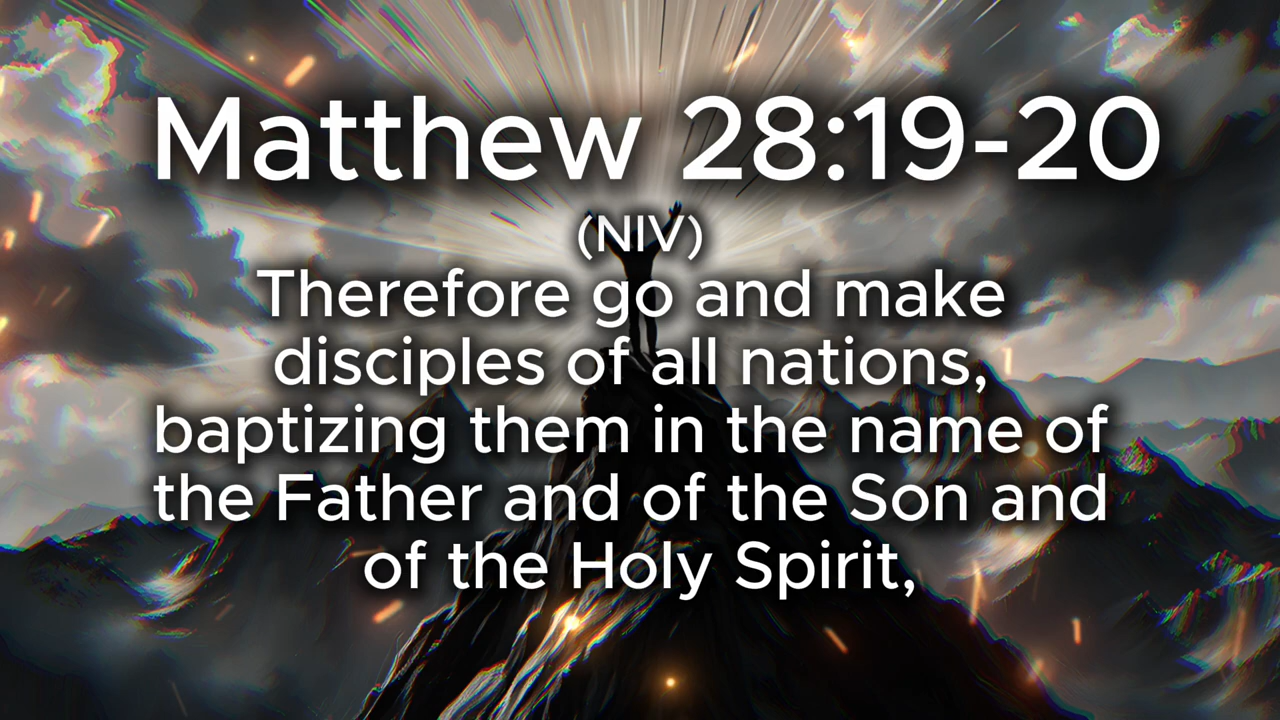 Matthew 28:19-20
(NIV)
Therefore go and make
disciples of all nations,
baptizing them in the name of
the Father and of the Son and
of the Holy Spirit,